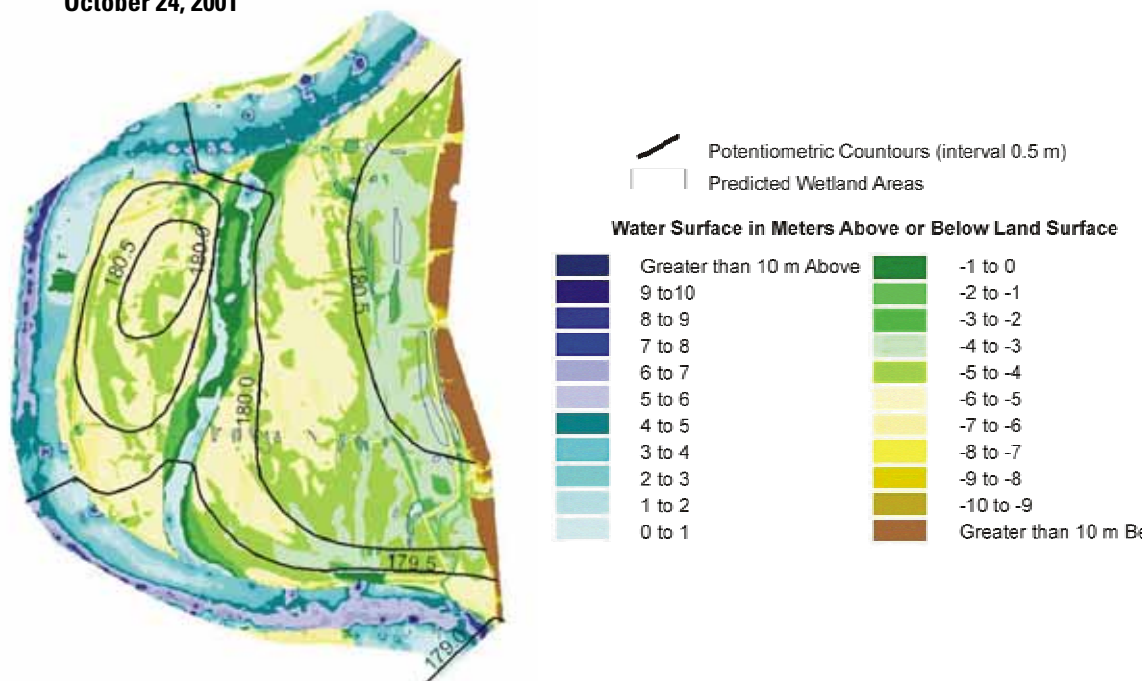 October 24, 2001
180.5
180.0
180.5
180.0
179.5
179.0
Potentiometric Countours (interval 0.5 m)
Predicted Wetland Areas
Water Surface in Meters Above or Below Land Surface
Greater than 10 m Above
9 to10
8 to 9
7 to 8
6 to 7
5 to 6
4 to 5
3 to 4
2 to 3
1 to 2
0 to 1
-1 to 0
-2 to -1
-3 to -2
-4 to -3
-5 to -4
-6 to -5
-7 to -6
-8 to -7
-9 to -8
-10 to -9
Greater than 10 m Be